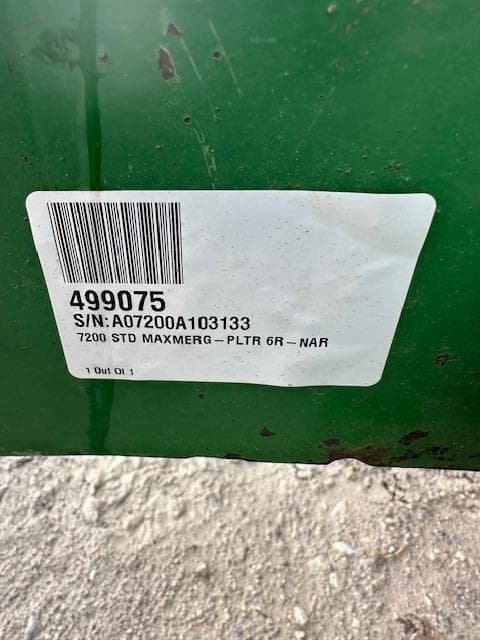 499075
S/N:A07200A103133
7200 STD MAXMERG-PLTR 6R-NAR
1 Out Of 1